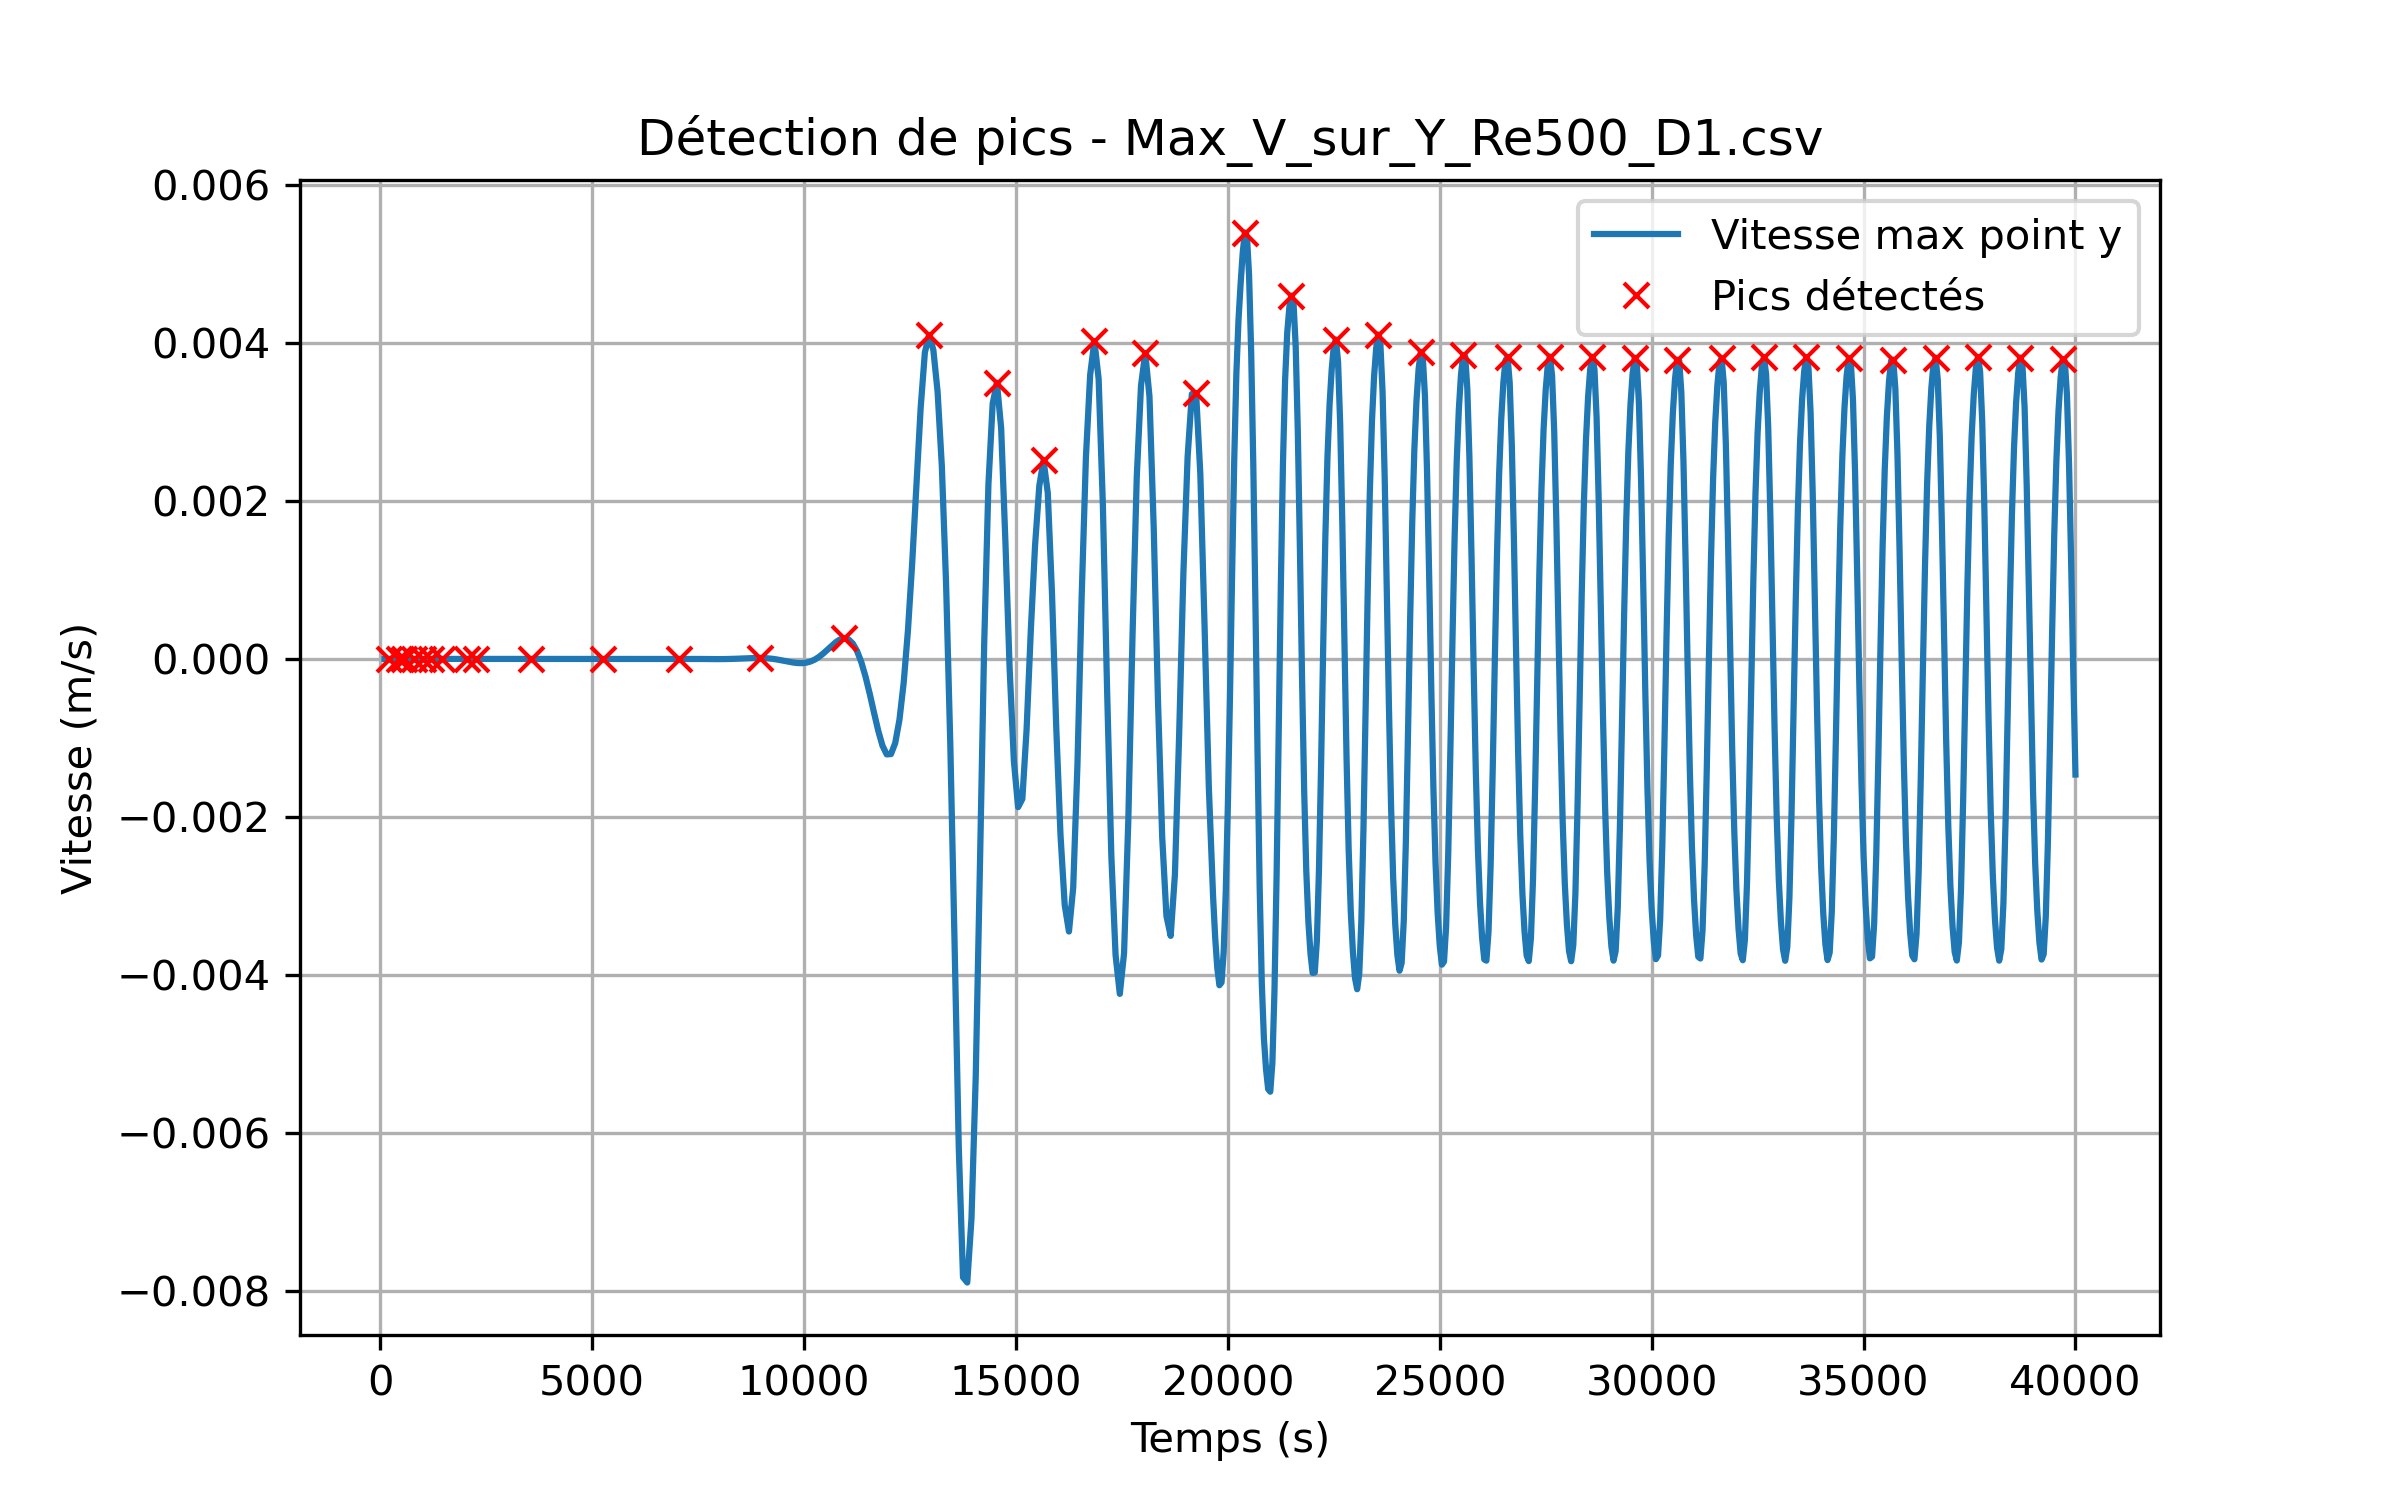 Détection de pics - Max_V_sur_Y_Re500_D1.csv
0.006
0.004
0.002
0.000
−0.002
−0.004
−0.006
−0.008
Vitesse (m/s)
Vitesse max point y
Pics détectés
0 5000 10000 15000 20000 25000 30000 35000 40000
Temps (s)